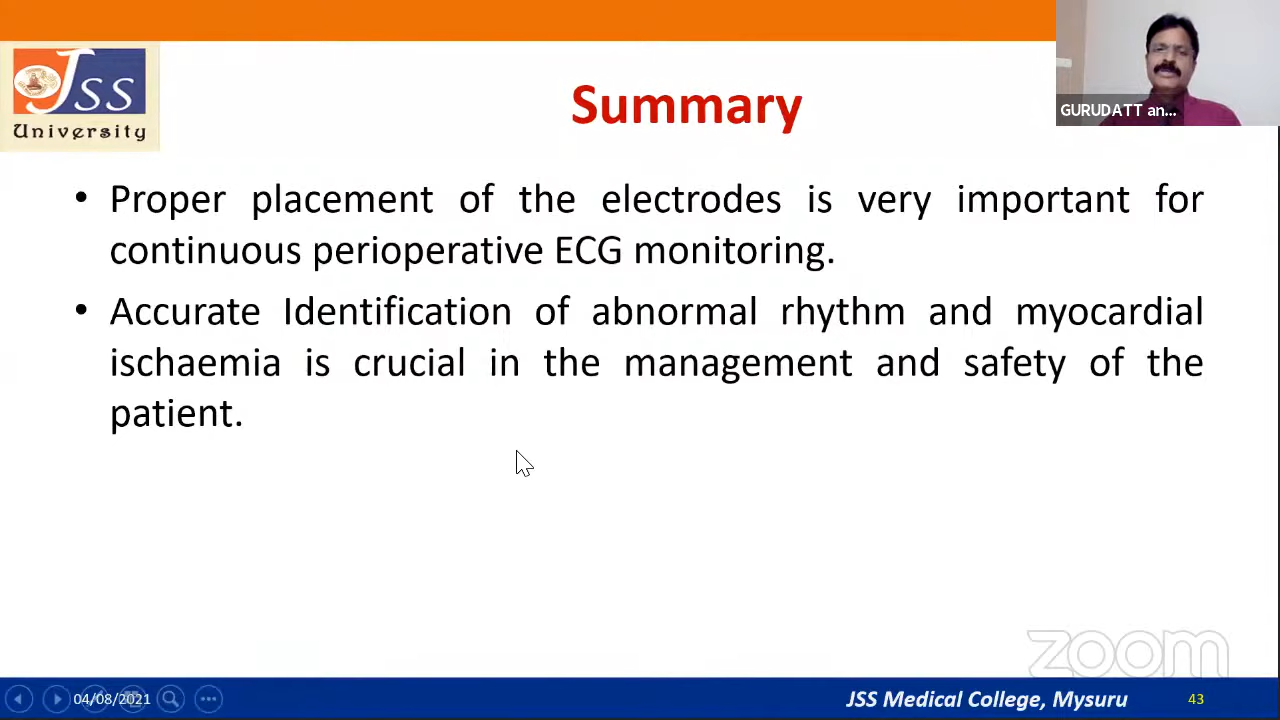 JSS
University
Summary
GURUDATT an...
• Proper placement of the electrodes is very important for
continuous perioperative ECG monitoring.
• Accurate Identification of abnormal rhythm and myocardial
ischaemia is crucial in the management and safety of the
patient.
zoom
04/08/2021
JSS Medical College, Mysuru
43